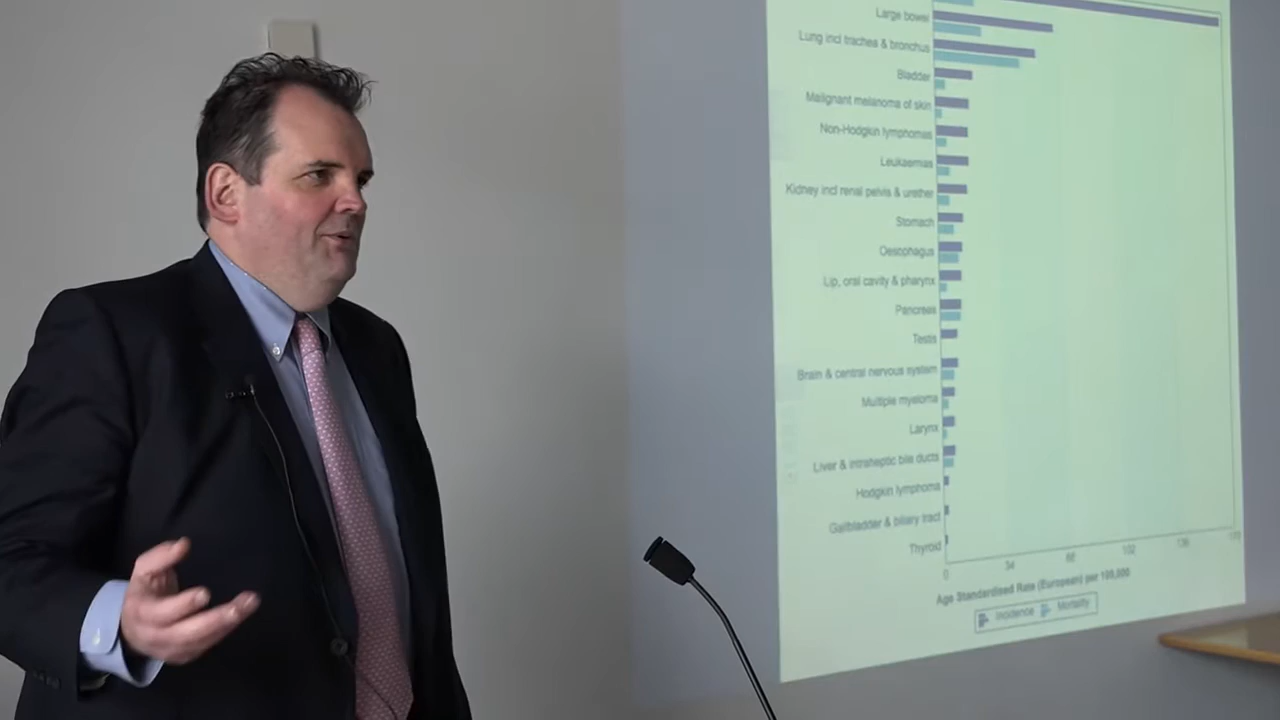 Large bowel
Lung incl trachea & bronchus
Bladder
Malignant melanoma of skin
Non-Hodgkin lymphomas
Leukaemias
Kidney incl renal pelvis & urether
Stomach
Oesophagus
Lip, oral cavity & pharynx
Pancreas
Testis
Brain & central nervous system
Multiple myeloma
Larynx
Liver & intraheptic bile ducts
Hodgkin lymphoma
Gallbladder & biliary tract
Thyroid
0 34 68 102 136
Age Standardised Rate (European) per 100,000
Incidence Mortality